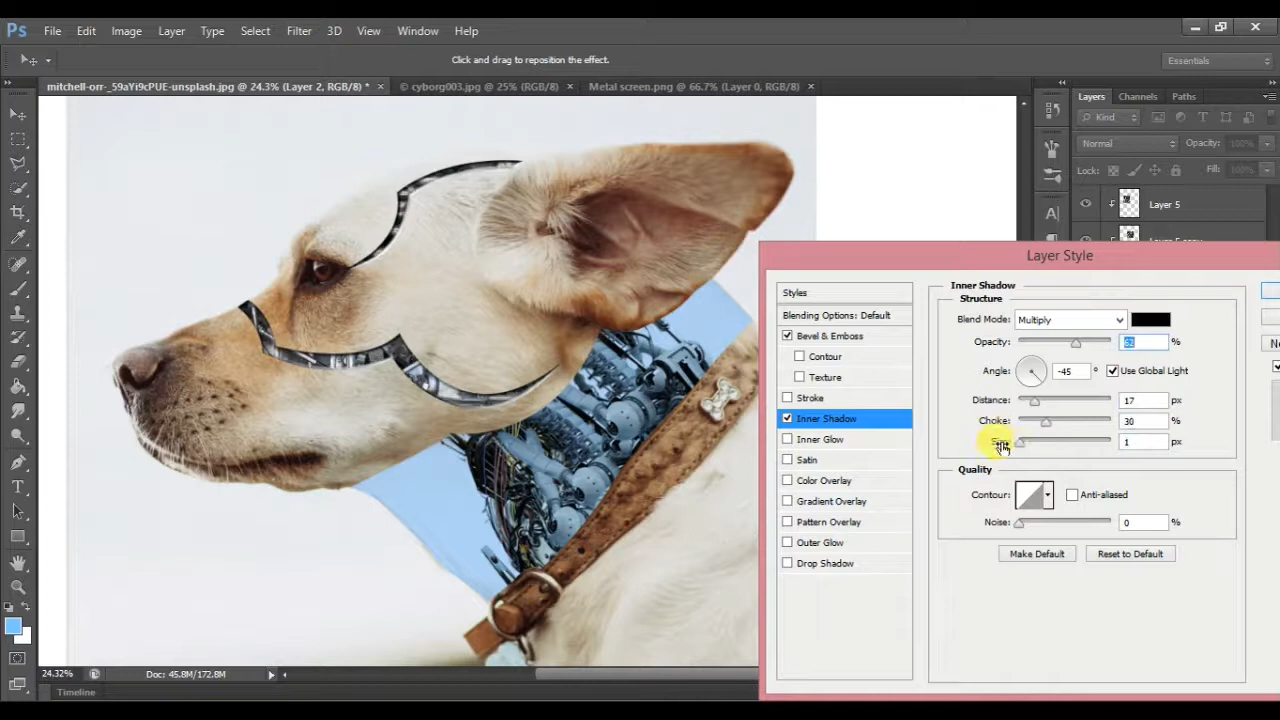 Ps File Edit Image Layer Type Select Filter 3D View Window Help
Click and drag to reposition the effect.
Essentials
mitchell-orr-_59aYi9cPUE-unsplash.jpg @ 24.3% (Layer 2, RGB/8) * × © cyborg003.jpg @ 25% (RGB/8) × Metal screen.png @ 66.7% (Layer 0, RGB/8) ×
Layers Channels Paths
Kind
Normal Opacity: 100%
Lock: Fill: 100%
Layer 5
Layer Style
Styles
Blending Options: Default
Bevel & Emboss
Contour
Texture
Stroke
Inner Shadow
Inner Glow
Satin
Color Overlay
Gradient Overlay
Pattern Overlay
Outer Glow
Drop Shadow
Inner Shadow
Structure
Blend Mode: Multiply
Opacity: 62 %
Angle: -45 ° Use Global Light
Distance: 17 px
Choke: 30 %
1 px
Quality
Contour: Anti-aliased
Noise: 0 %
Make Default Reset to Default
24.32% Doc: 45.8M/172.8M
Timeline